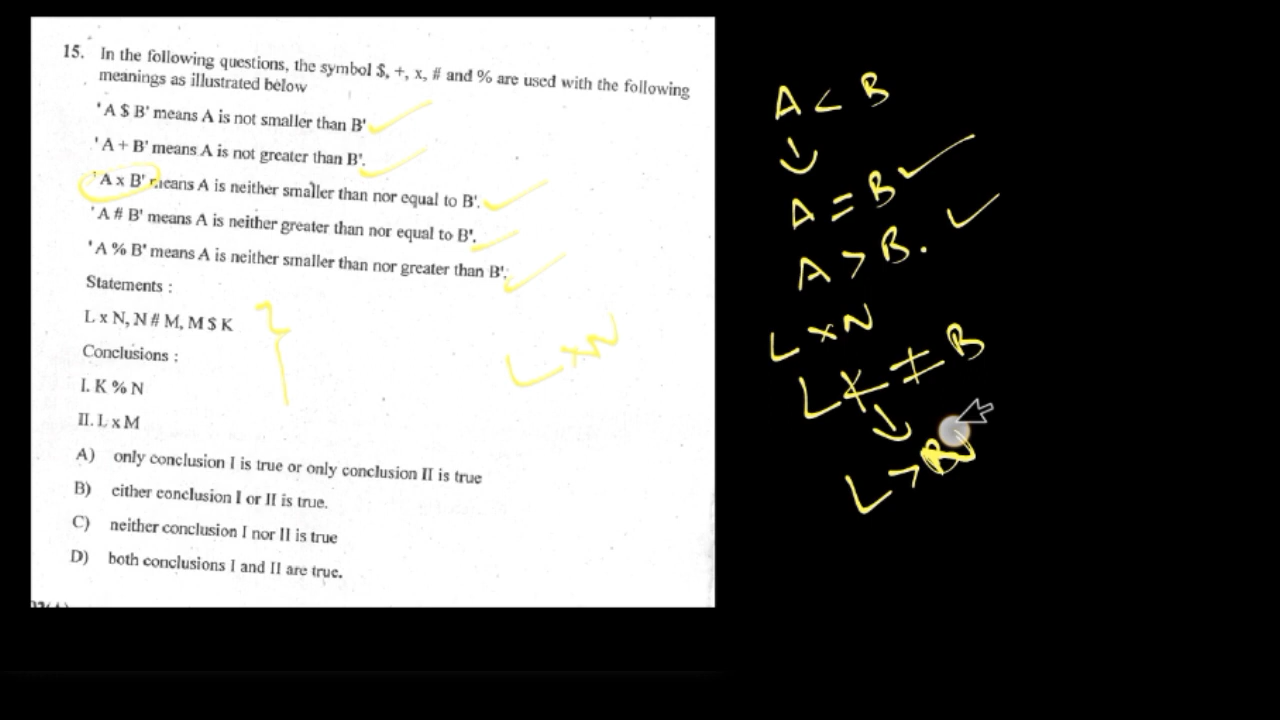 15. In the following questions, the symbol $, +, x, # and % are used with the following
meanings as illustrated below
'A $ B' means A is not smaller than B'
'A + B' means A is not greater than B'.
'A x B' means A is neither smaller than nor equal to B'.
'A # B' means A is neither greater than nor equal to B'.
'A % B' means A is neither smaller than nor greater than B'.
Statements :
L x N, N # M, M $ K
Conclusions :
I. K % N
II. L x M
A) only conclusion I is true or only conclusion II is true
B) either conclusion I or II is true.
C) neither conclusion I nor II is true
D) both conclusions I and II are true.
L x N
A < B
A = B
A > B.
L x N
L ≮ ≠ B
L >